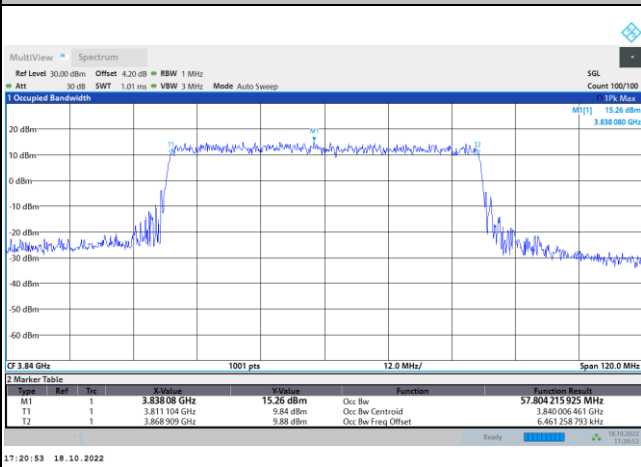 MultiView Spectrum
Ref Level 30.00 dBm Offset 4.20 dB RBW 1 MHz SGL
Att 30 dB SWT 1.01 ms VBW 3 MHz Mode Auto Sweep Count 100/100
1 Occupied Bandwidth 1Pk Max
M1[1] 15.26 dBm
3.838 080 GHz
M1
20 dBm
T1 T2
10 dBm
0 dBm
-10 dBm
-20 dBm
-30 dBm
-40 dBm
-50 dBm
-60 dBm
CF 3.84 GHz 1001 pts 12.0 MHz/ Span 120.0 MHz
2 Marker Table
Type Ref Trc X-Value Y-Value Function Function Result
M1 1 3.838 08 GHz 15.26 dBm Occ Bw 57.804 215 925 MHz
T1 1 3.811 104 GHz 9.84 dBm Occ Bw Centroid 3.840 006 461 GHz
T2 1 3.868 909 GHz 9.88 dBm Occ Bw Freq Offset 6.461 258 793 kHz
Ready 18.10.2022
17:20:53
17:20:53 18.10.2022